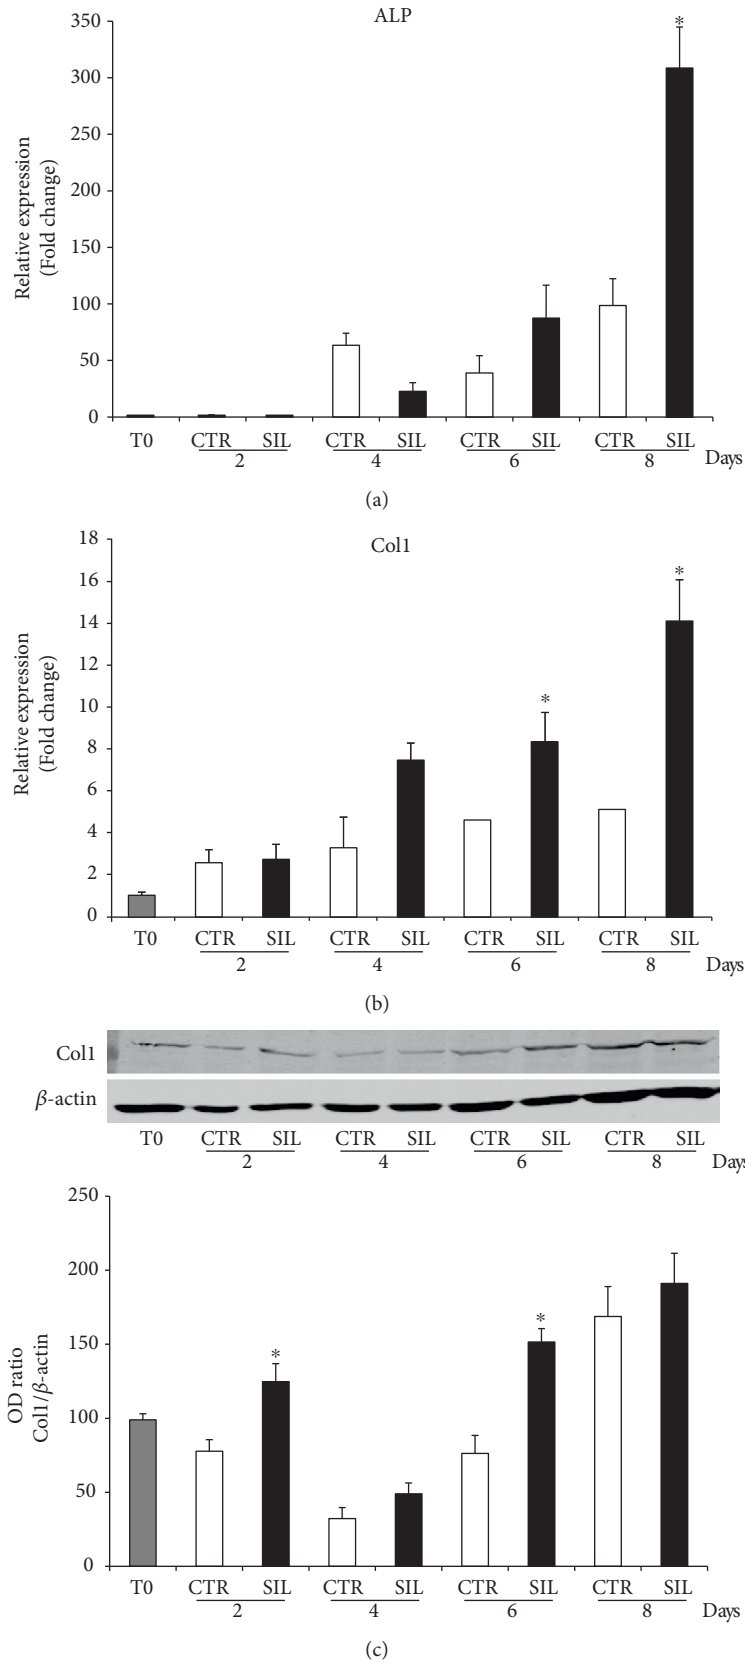 ALP
Relative expression
(Fold change)
350
300
250
200
150
100
50
0
*
T0 CTR SIL CTR SIL CTR SIL CTR SIL
2 4 6 8 Days
(a)
Col1
Relative expression
(Fold change)
18
16
14
12
10
8
6
4
2
0
*
*
T0 CTR SIL CTR SIL CTR SIL CTR SIL
2 4 6 8 Days
(b)
Col1
β-actin
T0 CTR SIL CTR SIL CTR SIL CTR SIL
2 4 6 8 Days
OD ratio
Col1/β-actin
250
200
150
100
50
0
*
*
T0 CTR SIL CTR SIL CTR SIL CTR SIL
2 4 6 8 Days
(c)